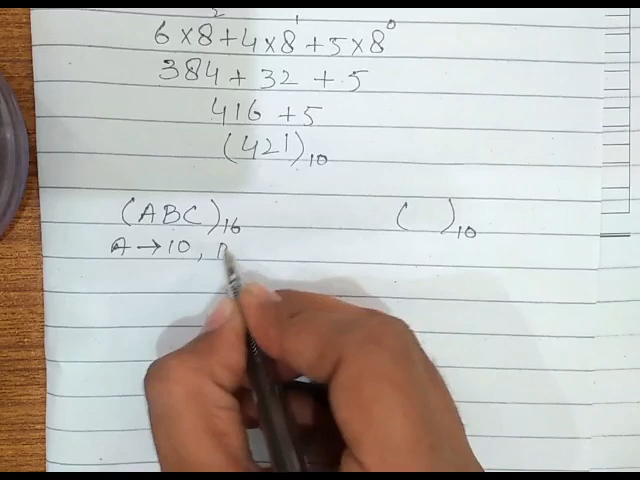 6×8²+4×8¹+5×8⁰
384+32+5
416+5
(421)₁₀
(ABC)₁₆ ( )₁₀
A→10,